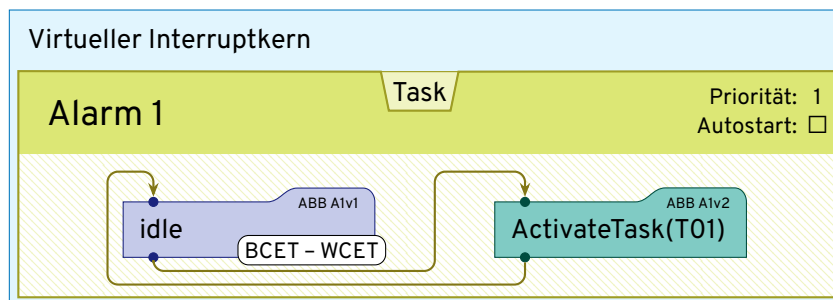 Virtueller Interruptkern
Task
Alarm 1
Priorität: 1
Autostart: ☐
ABB A1v1
idle
BCET – WCET
ABB A1v2
ActivateTask(T01)